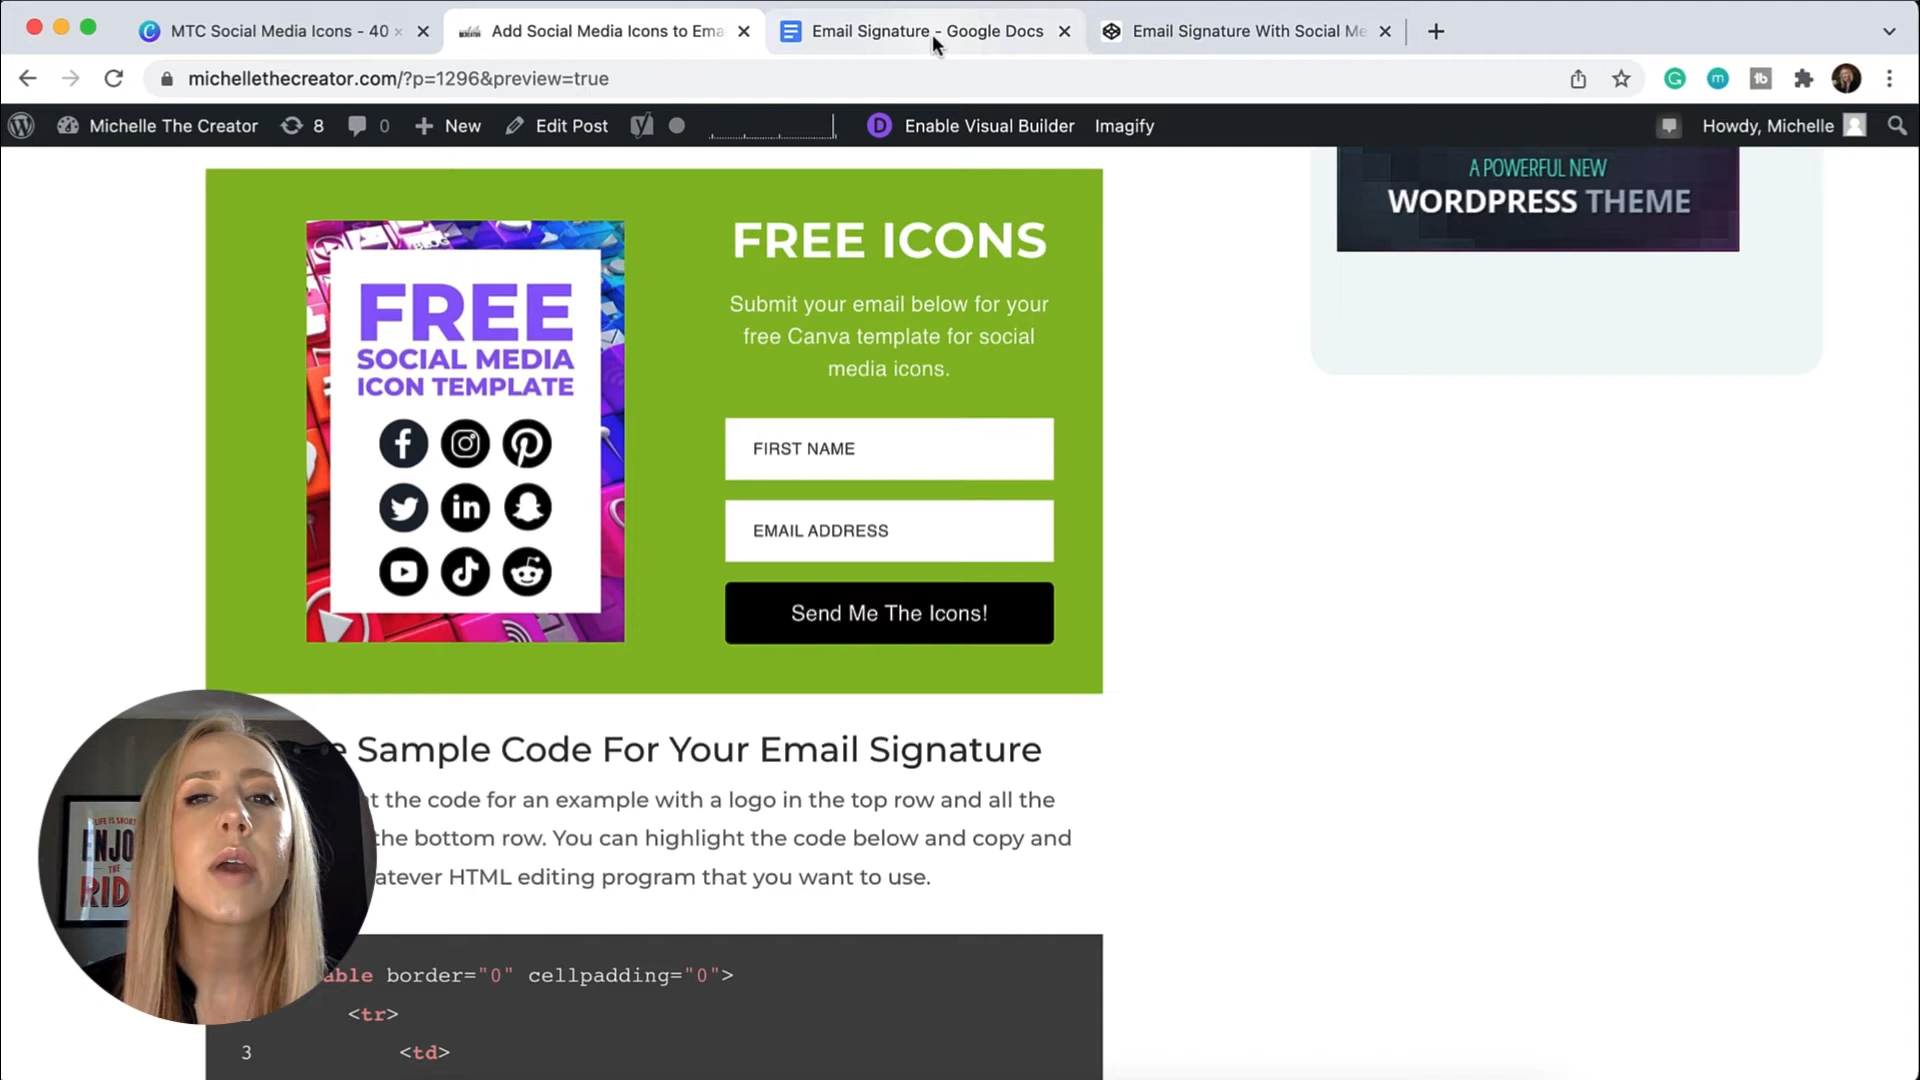 MTC Social Media Icons - 40 ×
Add Social Media Icons to Ema
Email Signature - Google Docs
Email Signature With Social Me
michellethecreator.com/?p=1296&preview=true
Michelle The Creator
8
0
New
Edit Post
Enable Visual Builder
Imagify
Howdy, Michelle
A POWERFUL NEW
WORDPRESS THEME
FREE
SOCIAL MEDIA
ICON TEMPLATE
FREE ICONS
Submit your email below for your
free Canva template for social
media icons.
FIRST NAME
EMAIL ADDRESS
Send Me The Icons!
e Sample Code For Your Email Signature
t the code for an example with a logo in the top row and all the
the bottom row. You can highlight the code below and copy and
atever HTML editing program that you want to use.
able border="0" cellpadding="0">
<tr>
3 <td>
LIFE IS SHORT
ENJO
THE
RID